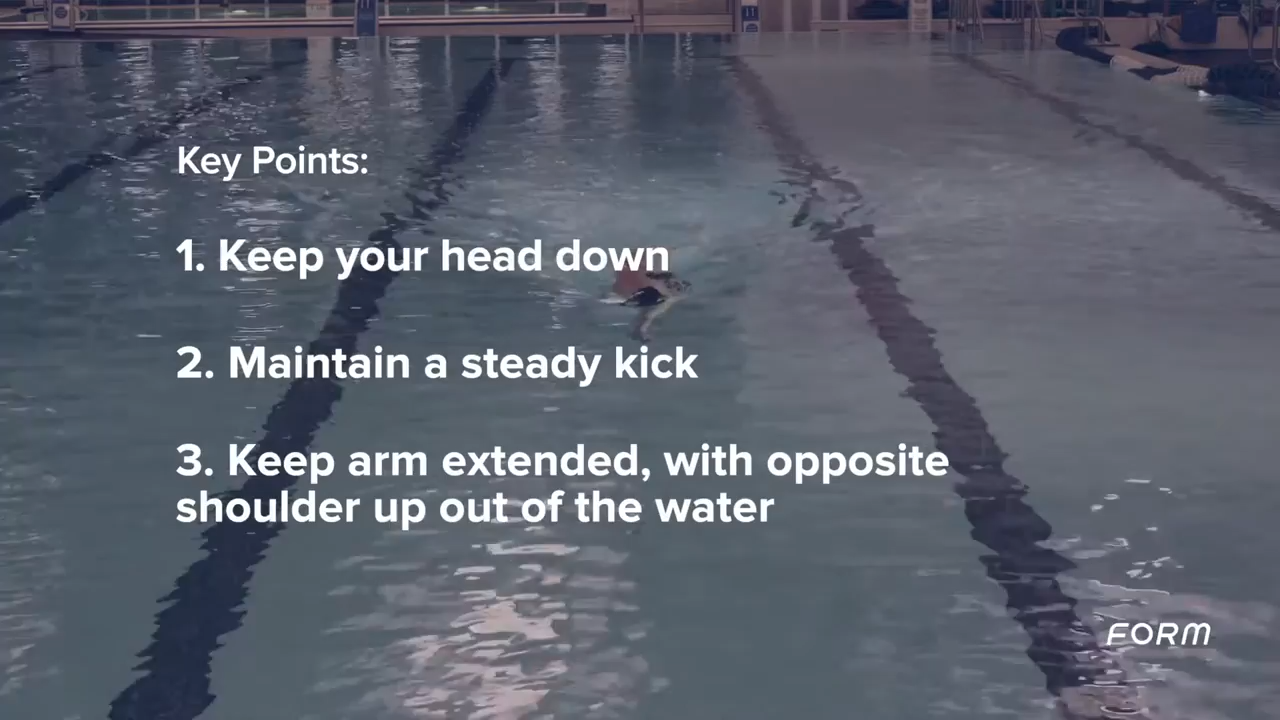 Key Points:
1. Keep your head down
2. Maintain a steady kick
3. Keep arm extended, with opposite
shoulder up out of the water
FORM